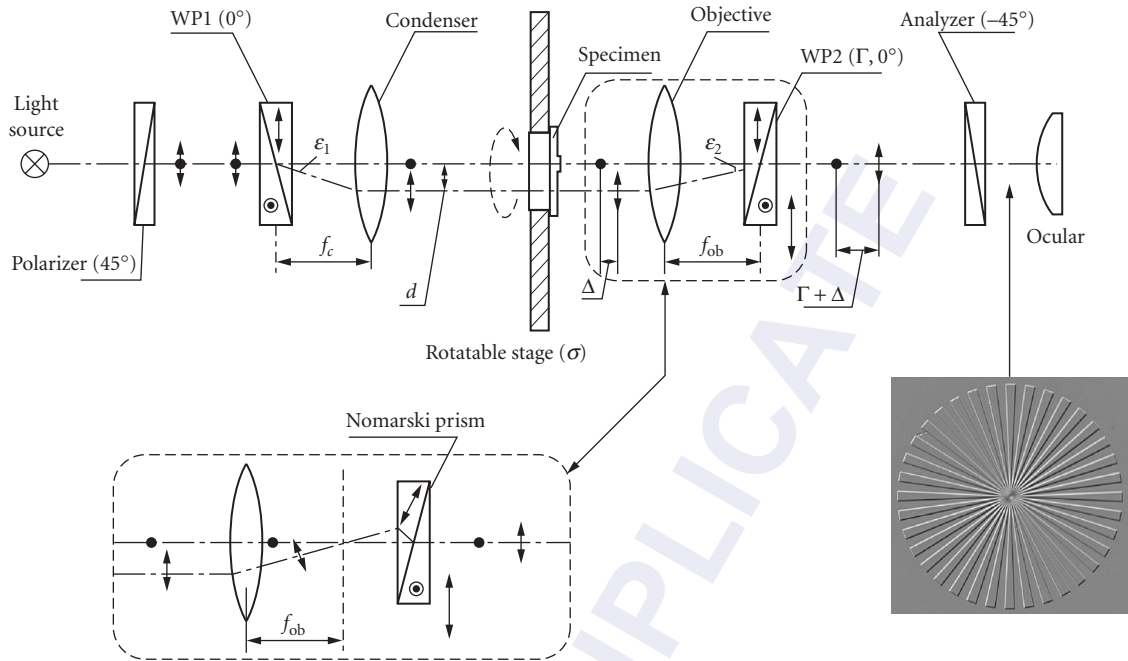 WP1 (0°)
Condenser
Objective
Analyzer (–45°)
Specimen
WP2 (Γ, 0°)
Light
source
ε1
ε2
Polarizer (45°)
fc
d
fob
Δ
Γ + Δ
Ocular
Rotatable stage (σ)
Nomarski prism
fob